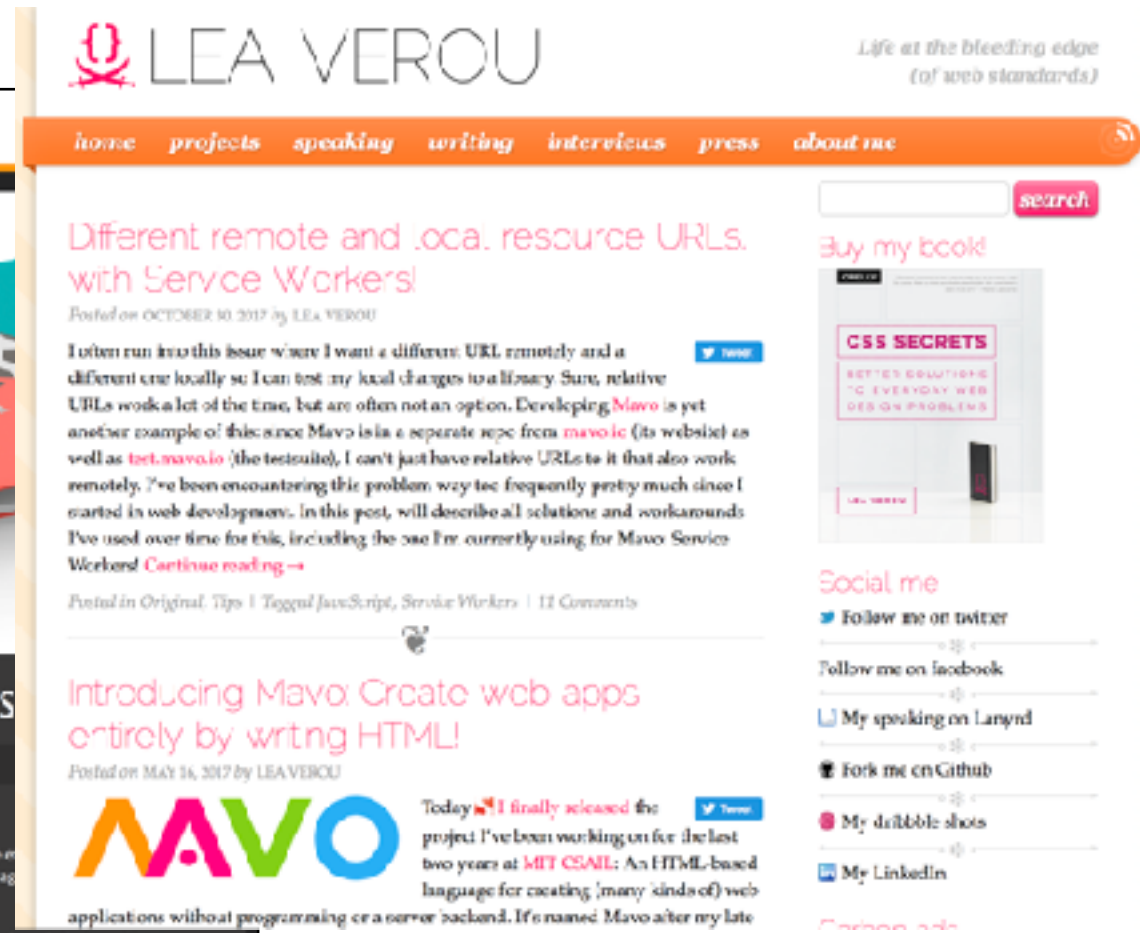 LEA VEROU
Life at the bleeding edge
(of web standards)
home projects speaking writing interviews press about me
search
Different remote and local resource URLs,
with Service Workers!
Posted on OCTOBER 30, 2017 by LEA VEROU
Tweet
I often run into this issue where I want a different URL remotely and a
different one locally so I can test my local changes to a library. Sure, relative
URLs work a lot of the time, but are often not an option. Developing Mavo is yet
another example of this: since Mavo is in a separate repo from mavo.io (its website) as
well as test.mavo.io (the testsuite), I can't just have relative URLs to it that also work
remotely. I've been encountering this problem way too frequently pretty much since I
started in web development. In this post, will describe all solutions and workarounds
I've used over time for this, including the one I'm currently using for Mavo: Service
Workers! Continue reading →
Posted in Original, Tips | Tagged JavaScript, Service Workers | 12 Comments
Introducing Mavo: Create web apps
entirely by writing HTML!
Posted on MAY 16, 2017 by LEA VEROU
MAVO
Tweet
Today I finally released the
project I've been working on for the last
two years at MIT CSAIL: An HTML-based
language for creating (many kinds of) web
applications without programming or a server backend. It's named Mavo after my late
Buy my book!
CSS SECRETS
BETTER SOLUTIONS
TO EVERYDAY WEB
DESIGN PROBLEMS
LEA VEROU
Social me
Follow me on twitter
Follow me on facebook
My speaking on Lanyrd
Fork me on Github
My dribbble shots
My LinkedIn
Carbon ads